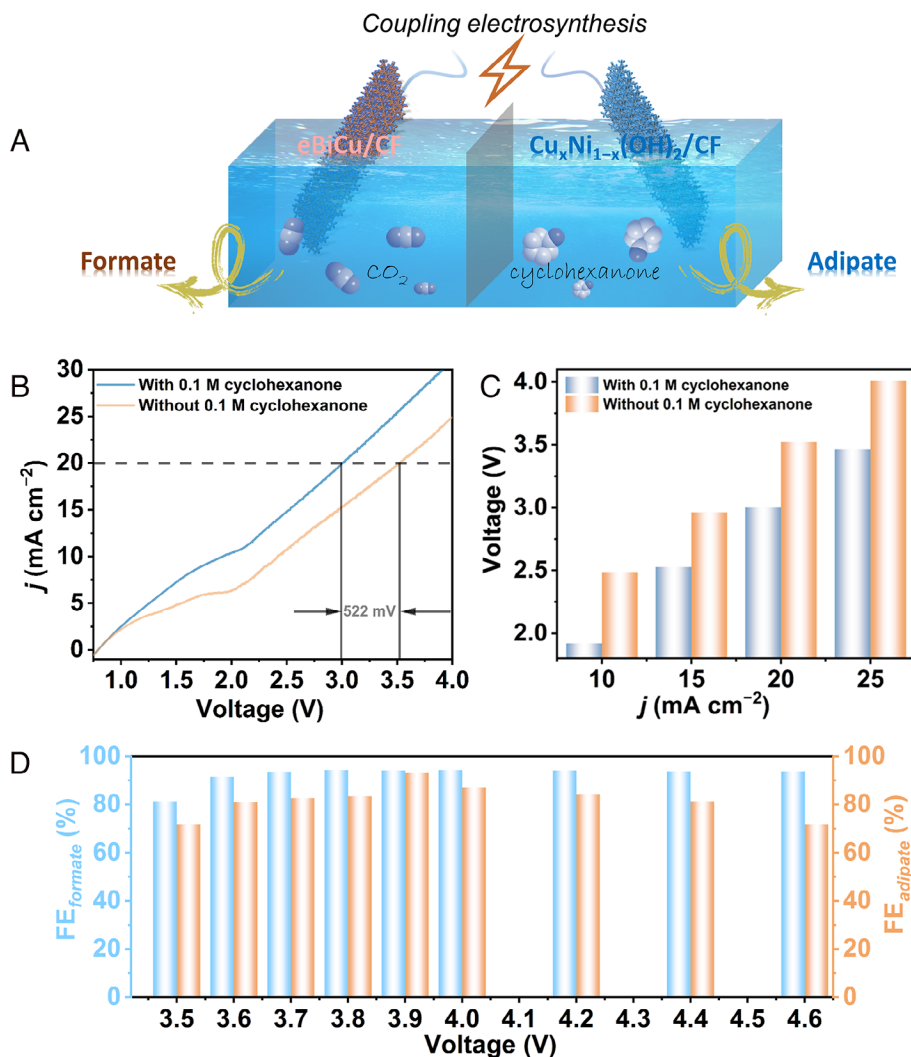 Coupling electrosynthesis
A
eBiCu/CF
CuₓNi₁₋ₓ(OH)₂/CF
Formate
CO₂
cyclohexanone
Adipate
B
30
25
20
15
10
5
0
j (mA cm⁻²)
With 0.1 M cyclohexanone
Without 0.1 M cyclohexanone
522 mV
1.0 1.5 2.0 2.5 3.0 3.5 4.0
Voltage (V)
C
4.0
3.5
3.0
2.5
2.0
Voltage (V)
With 0.1 M cyclohexanone
Without 0.1 M cyclohexanone
10 15 20 25
j (mA cm⁻²)
D
100
80
60
40
20
0
FEformate (%)
100
80
60
40
20
0
FEadipate (%)
3.5 3.6 3.7 3.8 3.9 4.0 4.1 4.2 4.3 4.4 4.5 4.6
Voltage (V)